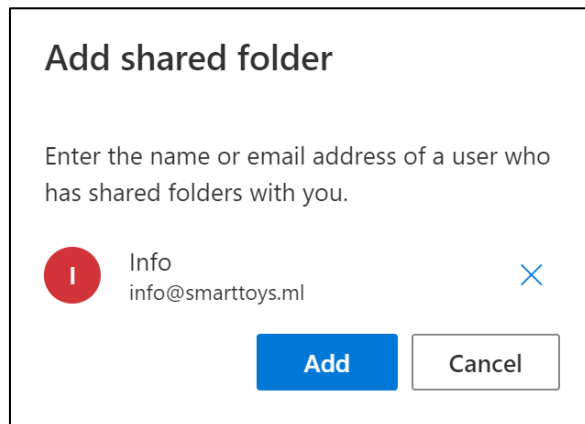 Add shared folder
Enter the name or email address of a user who
has shared folders with you.
I
Info
info@smarttoys.ml
Add
Cancel